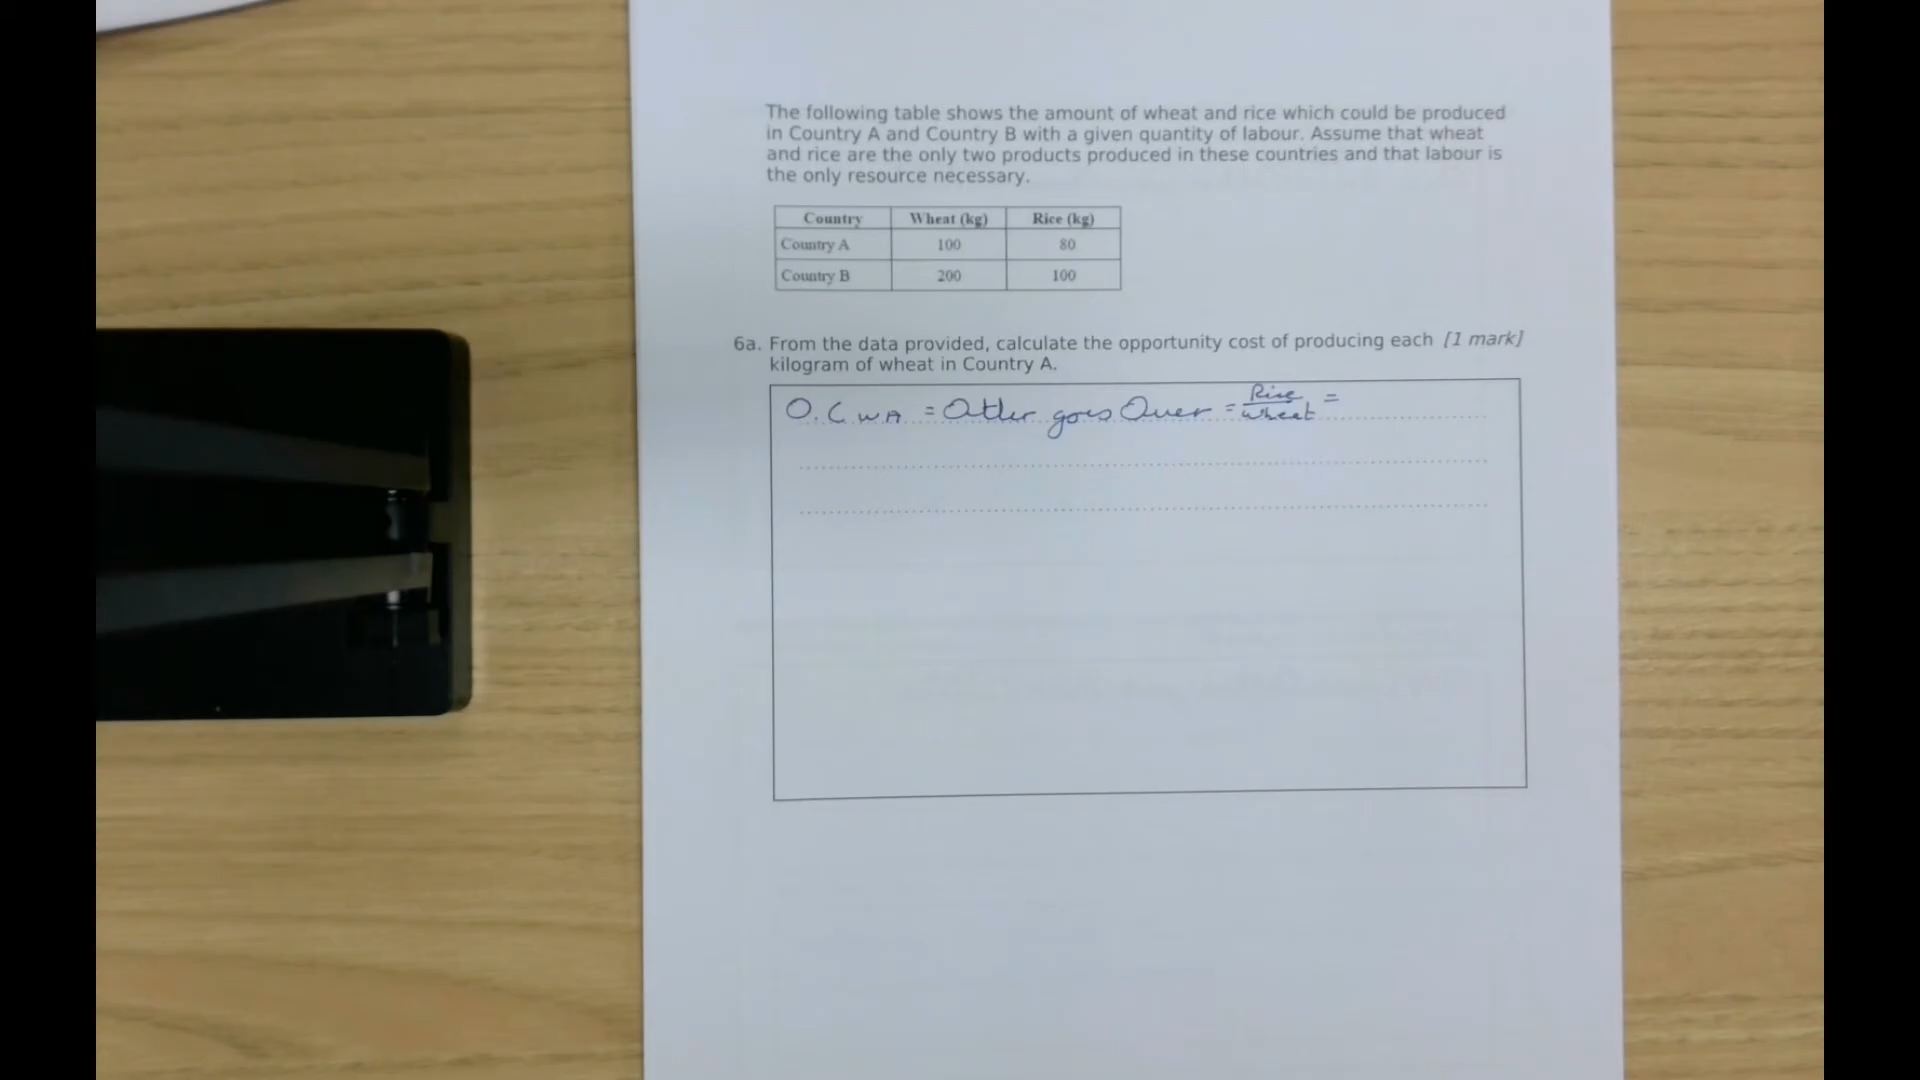 The following table shows the amount of wheat and rice which could be produced
in Country A and Country B with a given quantity of labour. Assume that wheat
and rice are the only two products produced in these countries and that labour is
the only resource necessary.
Country Wheat (kg) Rice (kg)
Country A 100 80
Country B 200 100
6a. From the data provided, calculate the opportunity cost of producing each [1 mark]
kilogram of wheat in Country A.
O.C WA = Other goes Over = Rice/Wheat =